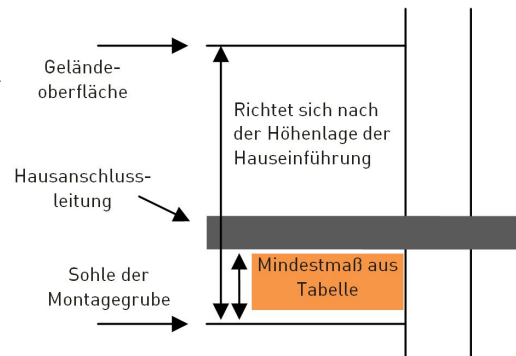 Gelände-
oberfläche
Richtet sich nach
der Höhenlage der
Hauseinführung
Hausanschluss-
leitung
Mindestmaß aus
Tabelle
Sohle der
Montagegrube